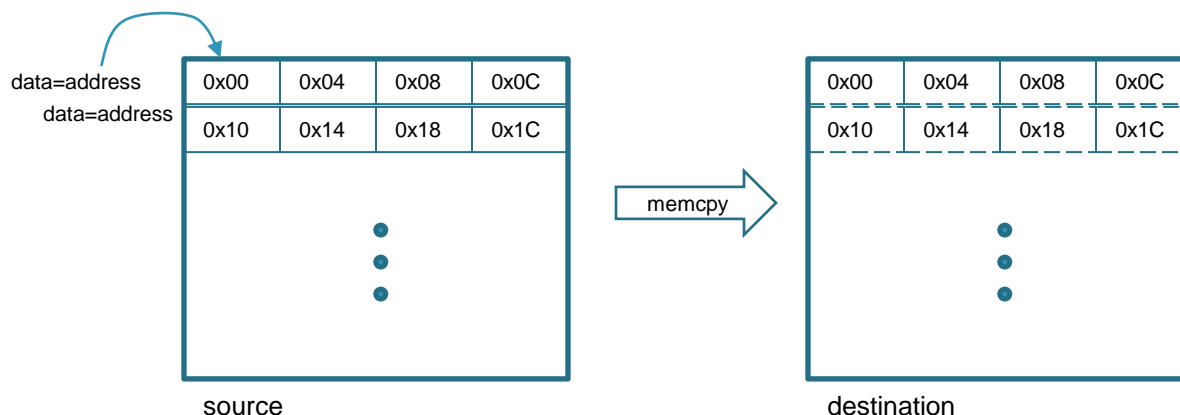 data=address
data=address
0x00 0x04 0x08 0x0C
0x10 0x14 0x18 0x1C
source
memcpy
0x00 0x04 0x08 0x0C
0x10 0x14 0x18 0x1C
destination